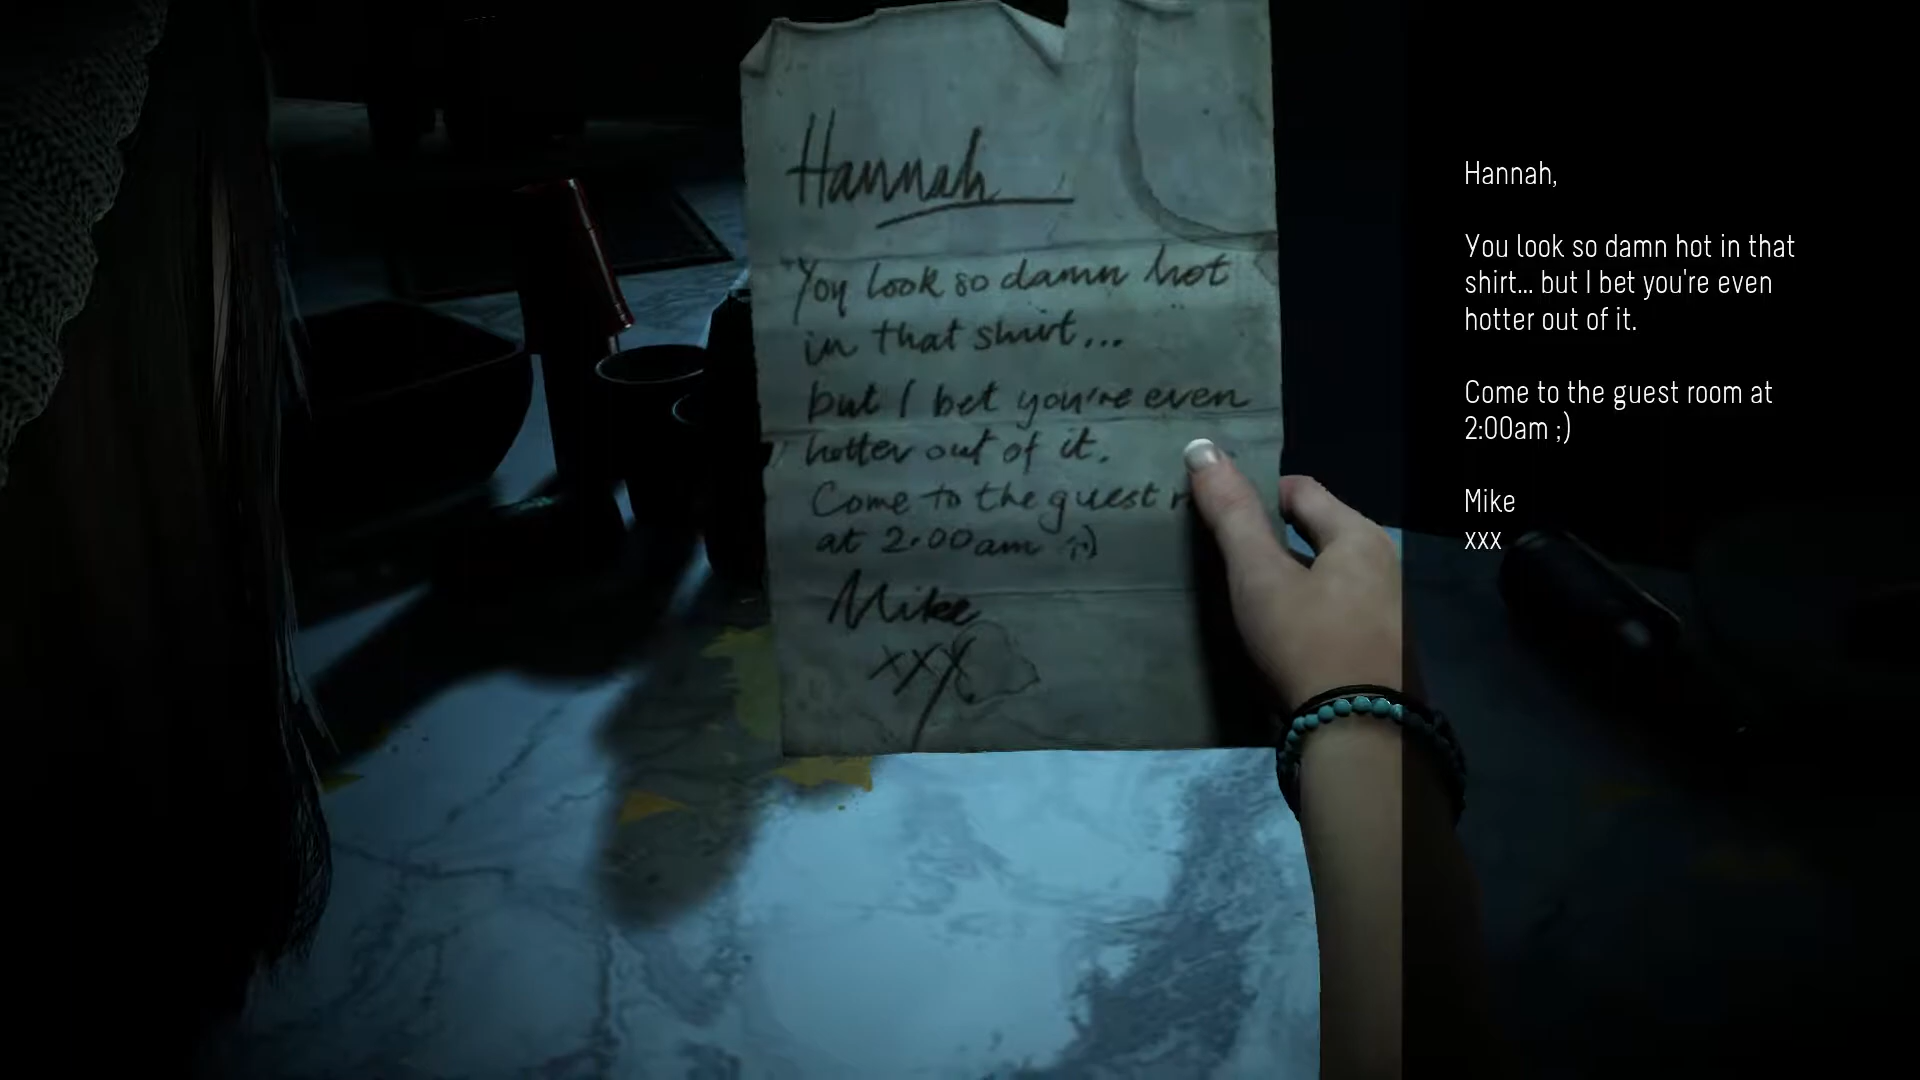 Hannah
You look so damn hot
in that shirt...
but I bet you're even
hotter out of it.
Come to the guest
at 2.00am ;)
Mike
xxx
Hannah,
You look so damn hot in that
shirt... but I bet you're even
hotter out of it.
Come to the guest room at
2:00am ;)
Mike
xxx